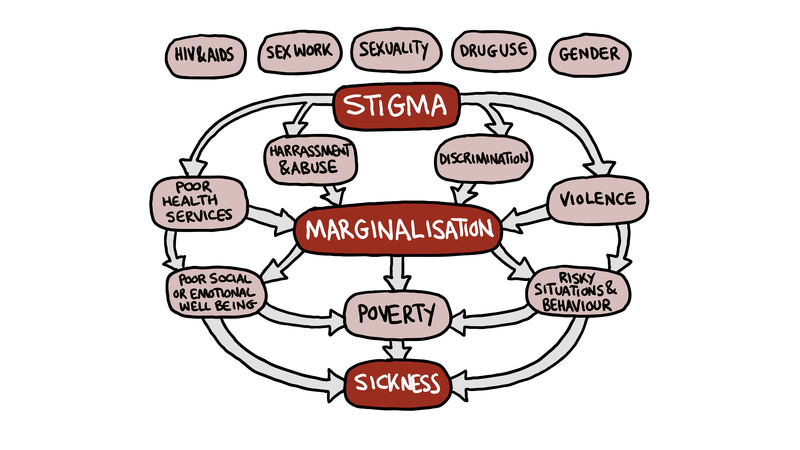 HIV & AIDS
SEX WORK
SEXUALITY
DRUG USE
GENDER
STIGMA
HARRASSMENT
& ABUSE
DISCRIMINATION
POOR
HEALTH
SERVICES
VIOLENCE
MARGINALISATION
POOR SOCIAL
OR EMOTIONAL
WELL BEING
RISKY
SITUATIONS &
BEHAVIOUR
POVERTY
SICKNESS